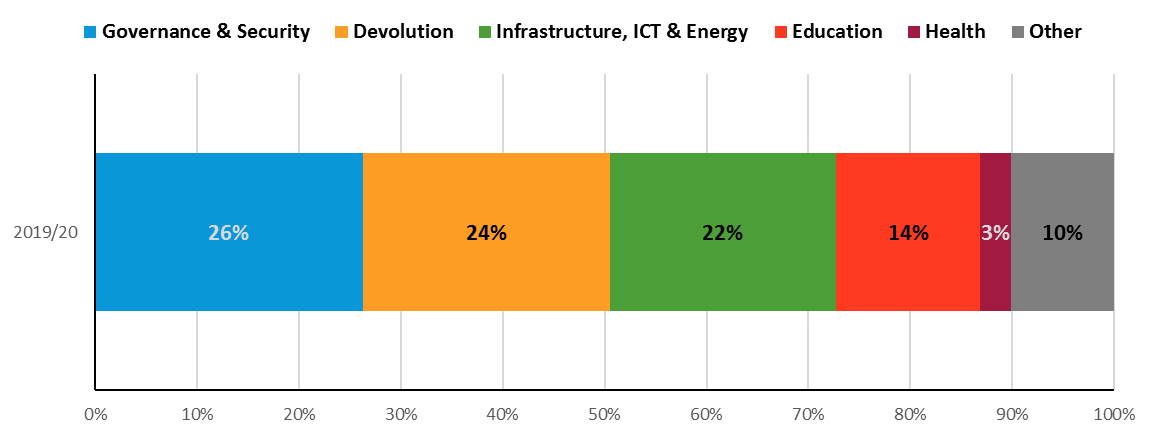 Governance & Security Devolution Infrastructure, ICT & Energy Education Health Other
2019/20 26% 24% 22% 14% 3% 10%
0% 10% 20% 30% 40% 50% 60% 70% 80% 90% 100%